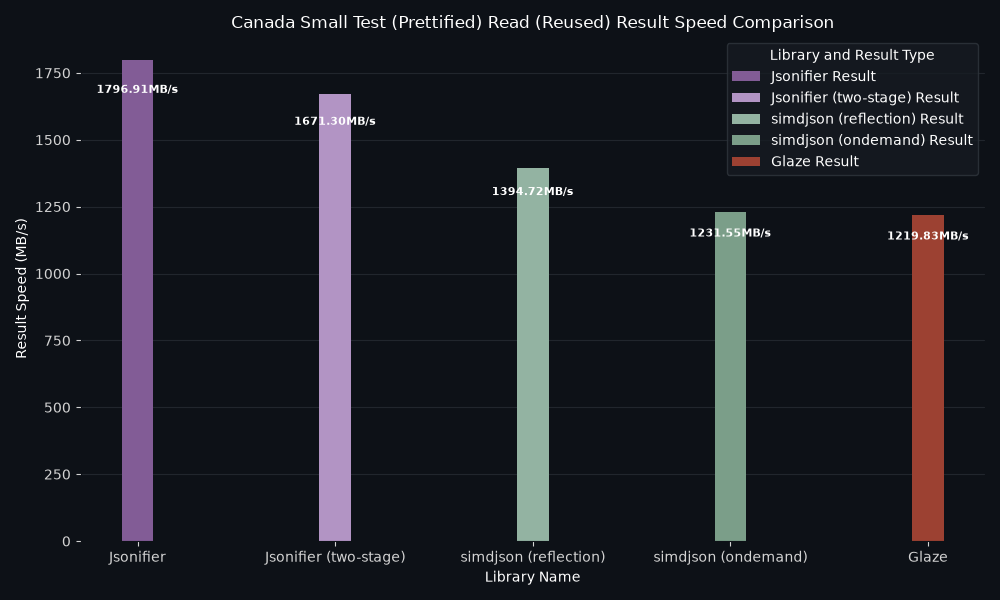 Canada Small Test (Prettified) Read (Reused) Result Speed Comparison
Library and Result Type
Jsonifier Result
Jsonifier (two-stage) Result
simdjson (reflection) Result
simdjson (ondemand) Result
Glaze Result
Result Speed (MB/s)
1750
1500
1250
1000
750
500
250
0
1796.91MB/s
1671.30MB/s
1394.72MB/s
1231.55MB/s
1219.83MB/s
Jsonifier
Jsonifier (two-stage)
simdjson (reflection)
simdjson (ondemand)
Glaze
Library Name